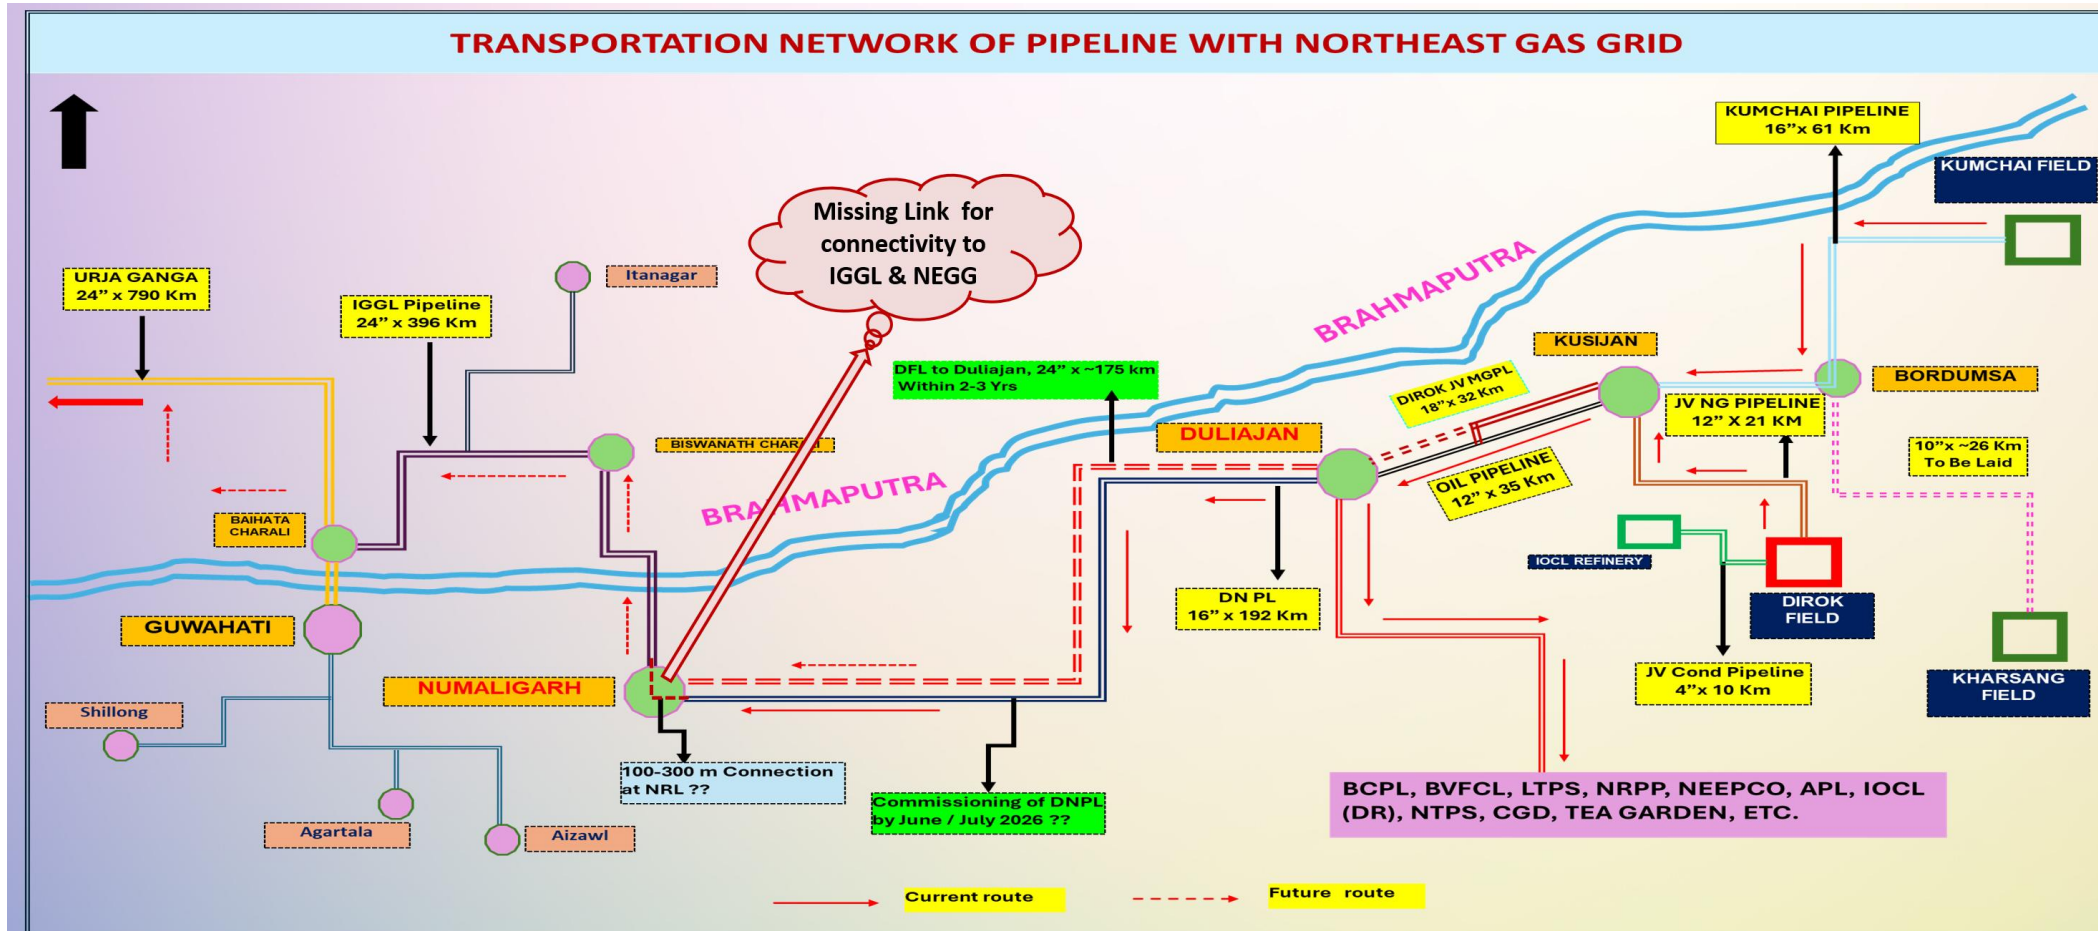 TRANSPORTATION NETWORK OF PIPELINE WITH NORTHEAST GAS GRID
KUMCHAI PIPELINE
16”x 61 Km
KUMCHAI FIELD
Missing Link for
connectivity to
IGGL & NEGG
URJA GANGA
24” x 790 Km
IGGL Pipeline
24” x 396 Km
Itanagar
BRAHMAPUTRA
KUSIJAN
DFL to Duliajan, 24” x ~175 km
Within 2-3 Yrs
DIROK JV MGPL
18”x 32 Km
BORDUMSA
JV NG PIPELINE
12” X 21 KM
BISWANATH CHARALI
DULIAJAN
10”x ~26 Km
To Be Laid
OIL PIPELINE
12” x 35 Km
BRAHMAPUTRA
BAIHATA
CHARALI
IOCL REFINERY
DN PL
16” x 192 Km
DIROK
FIELD
GUWAHATI
NUMALIGARH
JV Cond Pipeline
4”x 10 Km
KHARSANG
FIELD
Shillong
100-300 m Connection
at NRL ??
Commissioning of DNPL
by June / July 2026 ??
BCPL, BVFCL, LTPS, NRPP, NEEPCO, APL, IOCL
(DR), NTPS, CGD, TEA GARDEN, ETC.
Agartala
Aizawl
Current route
Future route